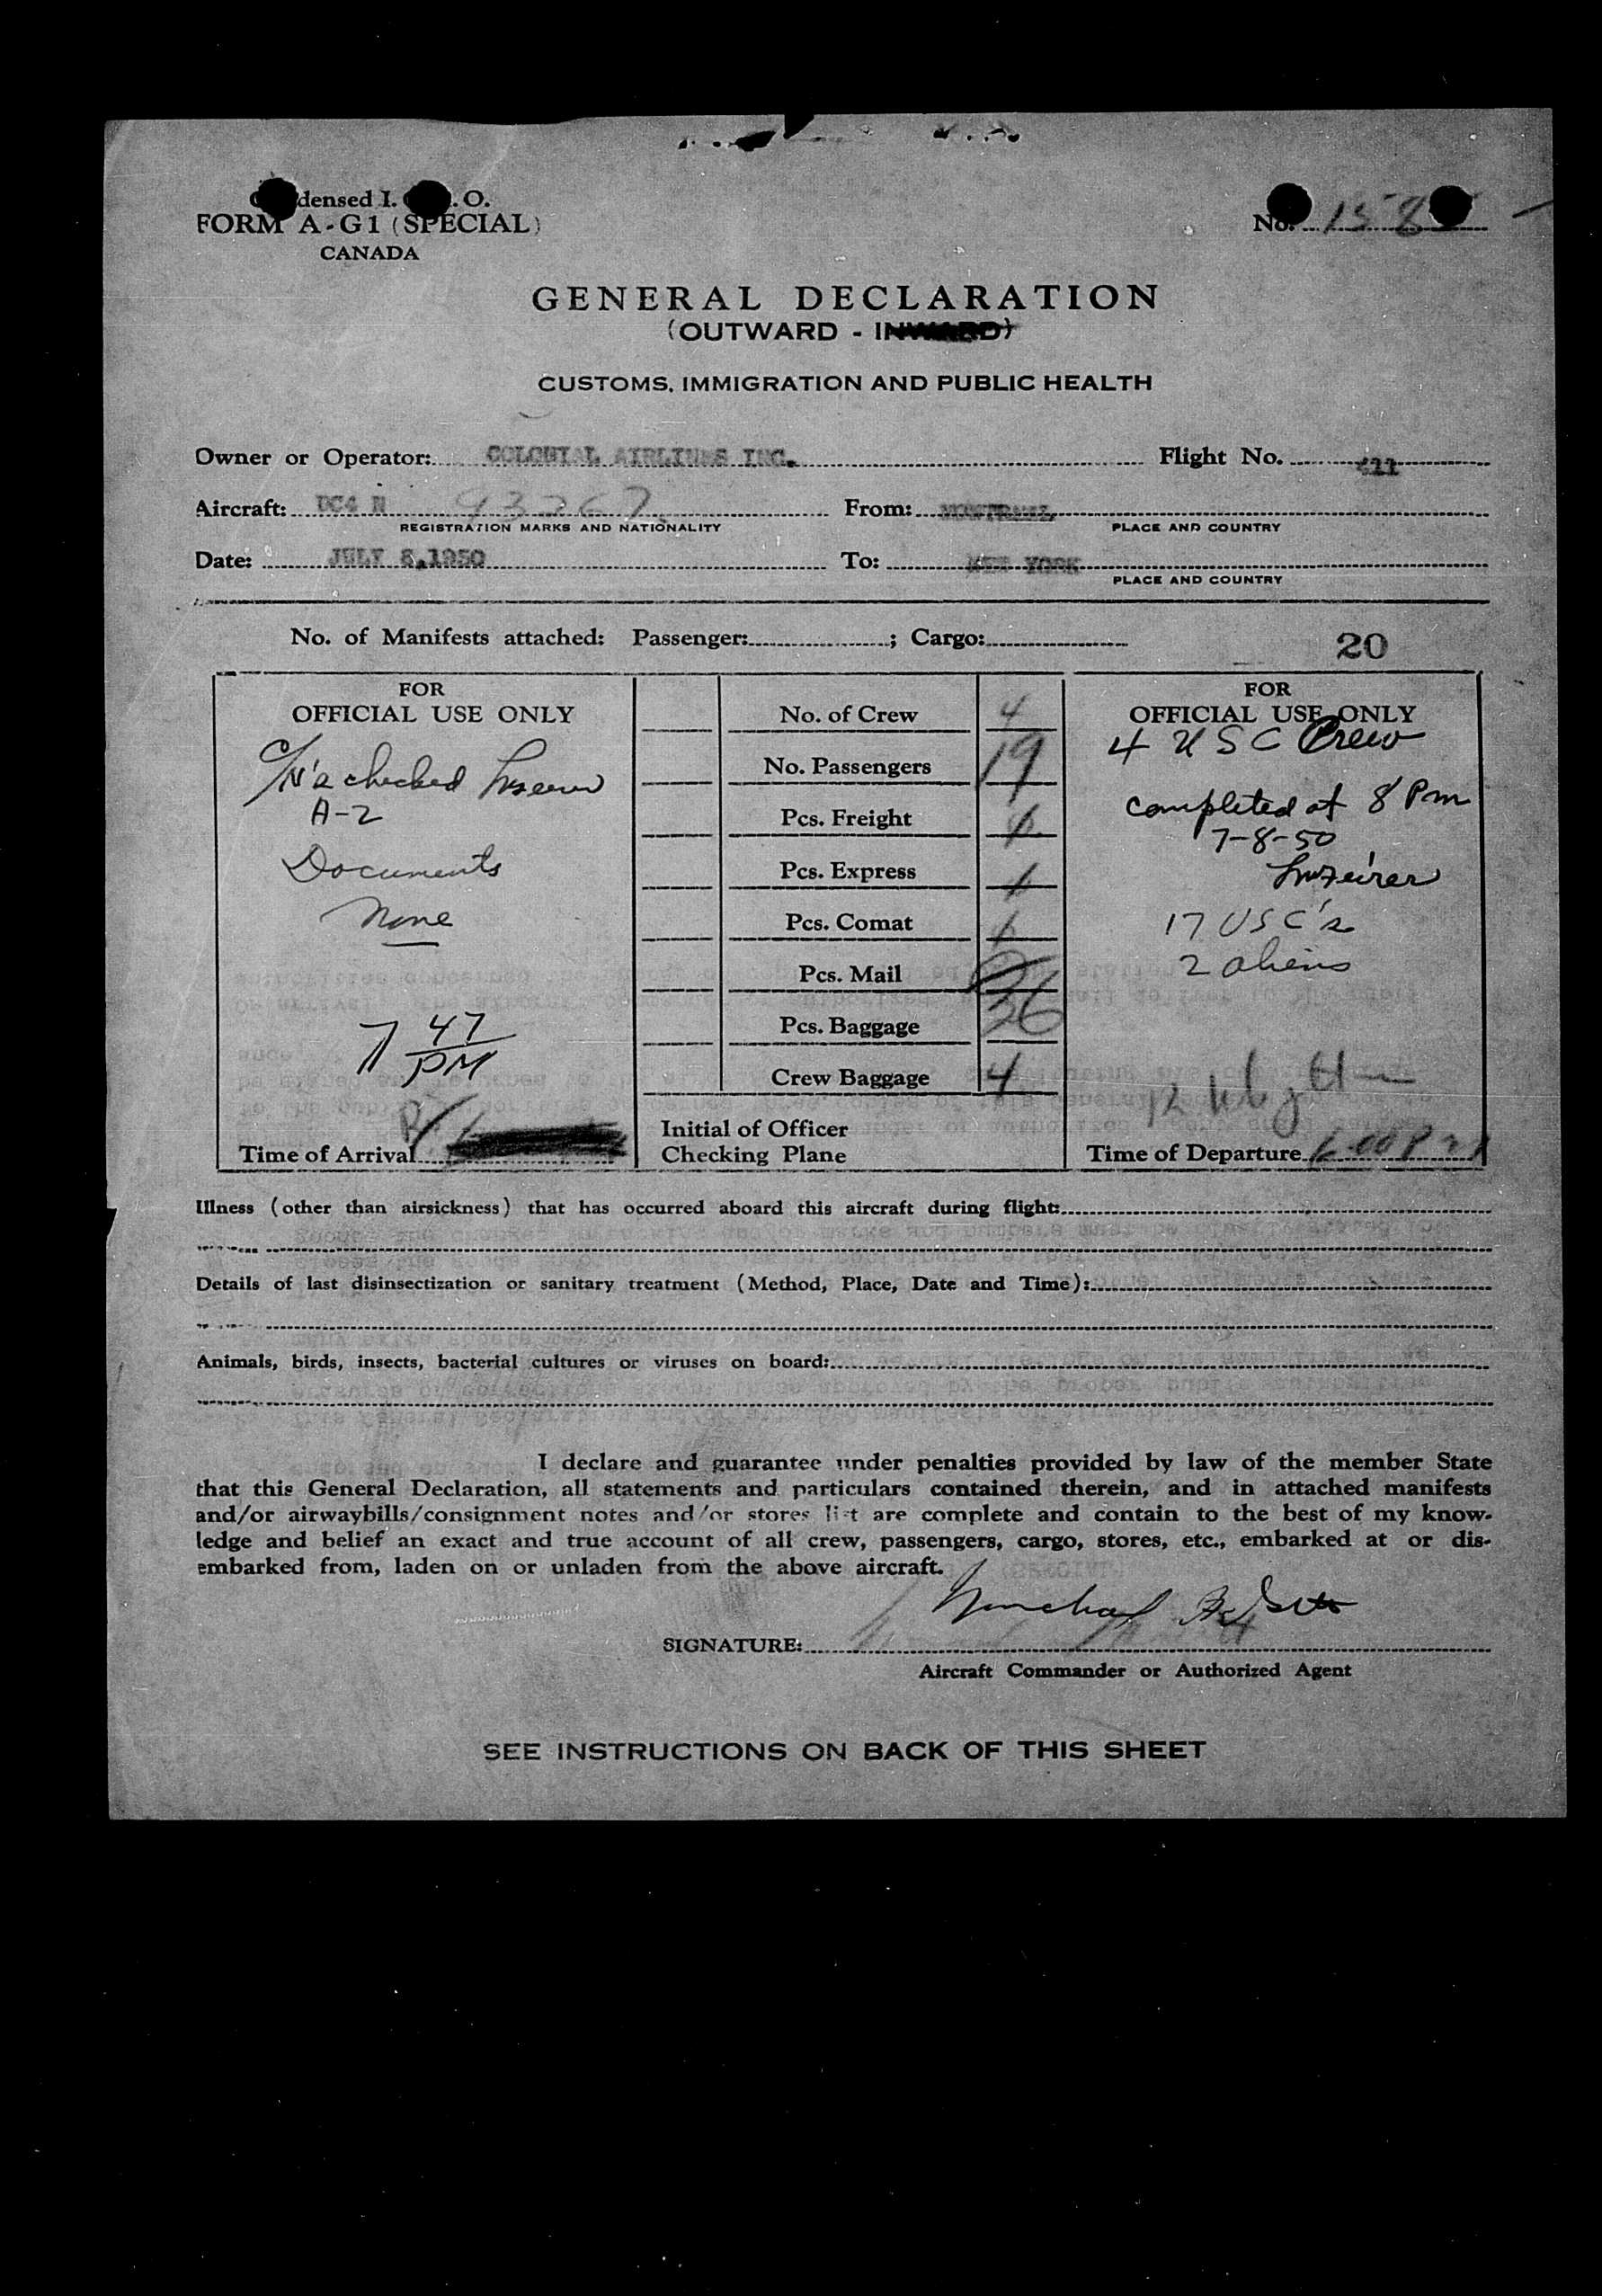 densed I. . O.
FORM A-G1 (SPECIAL)
CANADA
No. 158
GENERAL DECLARATION
(OUTWARD - INWARD)
CUSTOMS, IMMIGRATION AND PUBLIC HEALTH
Owner or Operator: COLONIAL AIRLINES INC. Flight No.
Aircraft: DC4 N 93267 From: MONTREAL
REGISTRATION MARKS AND NATIONALITY PLACE AND COUNTRY
Date: JULY 8,1950 To: NEW YORK
PLACE AND COUNTRY
No. of Manifests attached: Passenger: ; Cargo: 20
FOR
OFFICIAL USE ONLY
checked
A-2
Documents
None
7 47
PM
Time of Arrival
No. of Crew 4
No. Passengers 19
Pcs. Freight
Pcs. Express
Pcs. Comat
Pcs. Mail
Pcs. Baggage 36
Crew Baggage 4
Initial of Officer
Checking Plane
FOR
OFFICIAL USE ONLY
4 USC Crew
completed at 8 Pm
7-8-50
17 USC's
2 aliens
Time of Departure 6:00 P M
Illness (other than airsickness) that has occurred aboard this aircraft during flight:
Details of last disinsectization or sanitary treatment (Method, Place, Date and Time):
Animals, birds, insects, bacterial cultures or viruses on board:
I declare and guarantee under penalties provided by law of the member State
that this General Declaration, all statements and particulars contained therein, and in attached manifests
and/or airwaybills/consignment notes and/or stores list are complete and contain to the best of my know-
ledge and belief an exact and true account of all crew, passengers, cargo, stores, etc., embarked at or dis-
embarked from, laden on or unladen from the above aircraft.
SIGNATURE:
Aircraft Commander or Authorized Agent
SEE INSTRUCTIONS ON BACK OF THIS SHEET